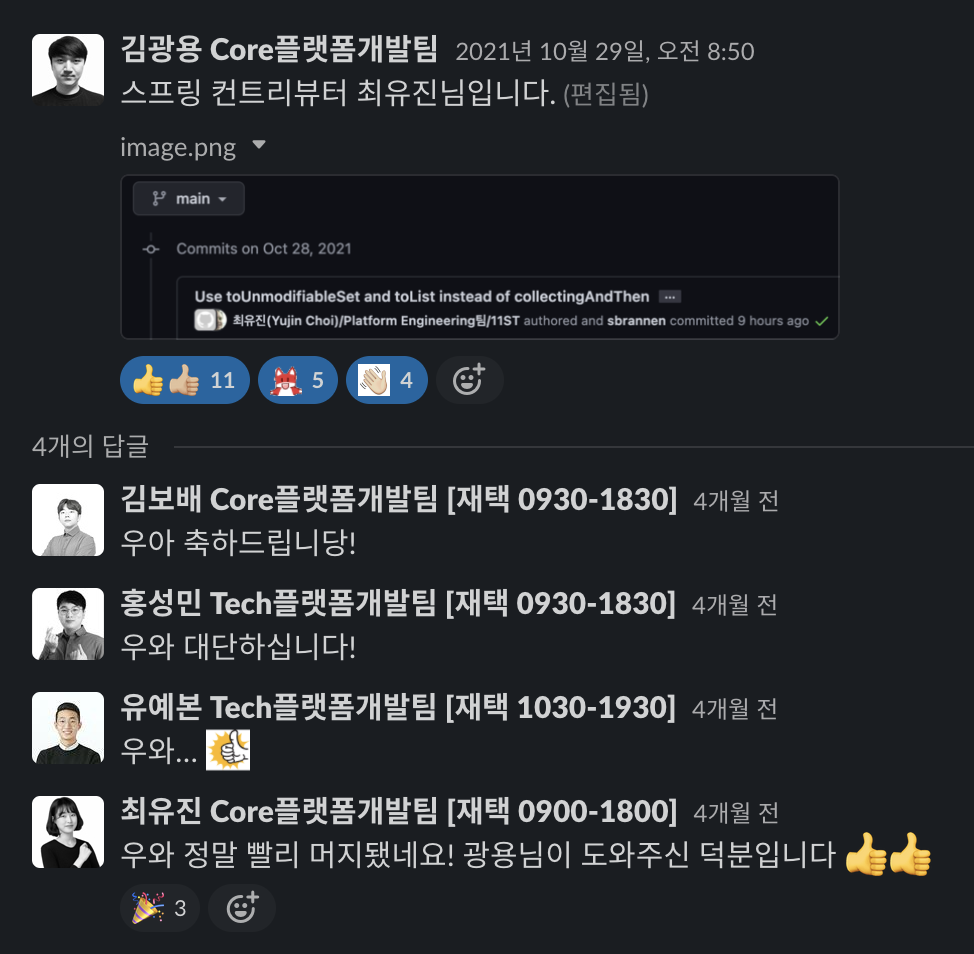 김광용 Core플랫폼개발팀 2021년 10월 29일, 오전 8:50
스프링 컨트리뷰터 최유진님입니다. (편집됨)
image.png
main
Commits on Oct 28, 2021
Use toUnmodifiableSet and toList instead of collectingAndThen ...
최유진(Yujin Choi)/Platform Engineering팀/11ST authored and sbrannen committed 9 hours ago
11 5 4
4개의 답글
김보배 Core플랫폼개발팀 [재택 0930-1830] 4개월 전
우아 축하드립니당!
홍성민 Tech플랫폼개발팀 [재택 0930-1830] 4개월 전
우와 대단하십니다!
유예본 Tech플랫폼개발팀 [재택 1030-1930] 4개월 전
우와...
최유진 Core플랫폼개발팀 [재택 0900-1800] 4개월 전
우와 정말 빨리 머지됐네요! 광용님이 도와주신 덕분입니다 👍👍
3